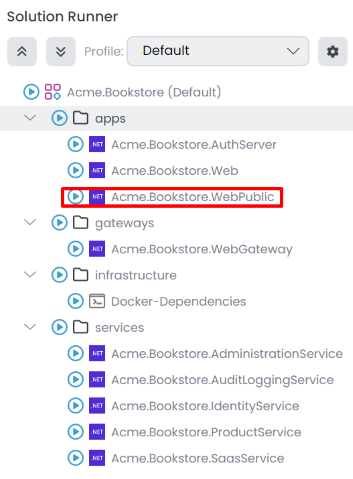 Solution Runner
Profile: Default
Acme.Bookstore (Default)
apps
.NET Acme.Bookstore.AuthServer
.NET Acme.Bookstore.Web
.NET Acme.Bookstore.WebPublic
gateways
.NET Acme.Bookstore.WebGateway
infrastructure
Docker-Dependencies
services
.NET Acme.Bookstore.AdministrationService
.NET Acme.Bookstore.AuditLoggingService
.NET Acme.Bookstore.IdentityService
.NET Acme.Bookstore.ProductService
.NET Acme.Bookstore.SaasService